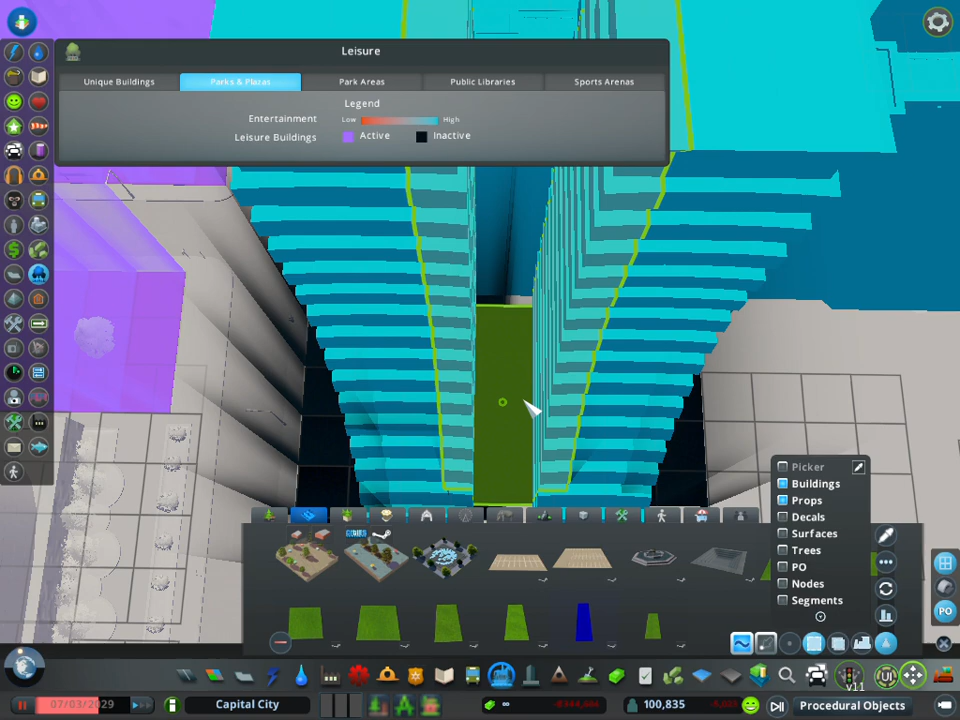 Leisure
Unique Buildings
Parks & Plazas
Park Areas
Public Libraries
Sports Arenas
Legend
Entertainment Low High
Leisure Buildings Active Inactive
Picker
Buildings
Props
Decals
Surfaces
Trees
PO
Nodes
Segments
PO
v11
UI
07/03/2029
Capital City
100,835
Procedural Objects